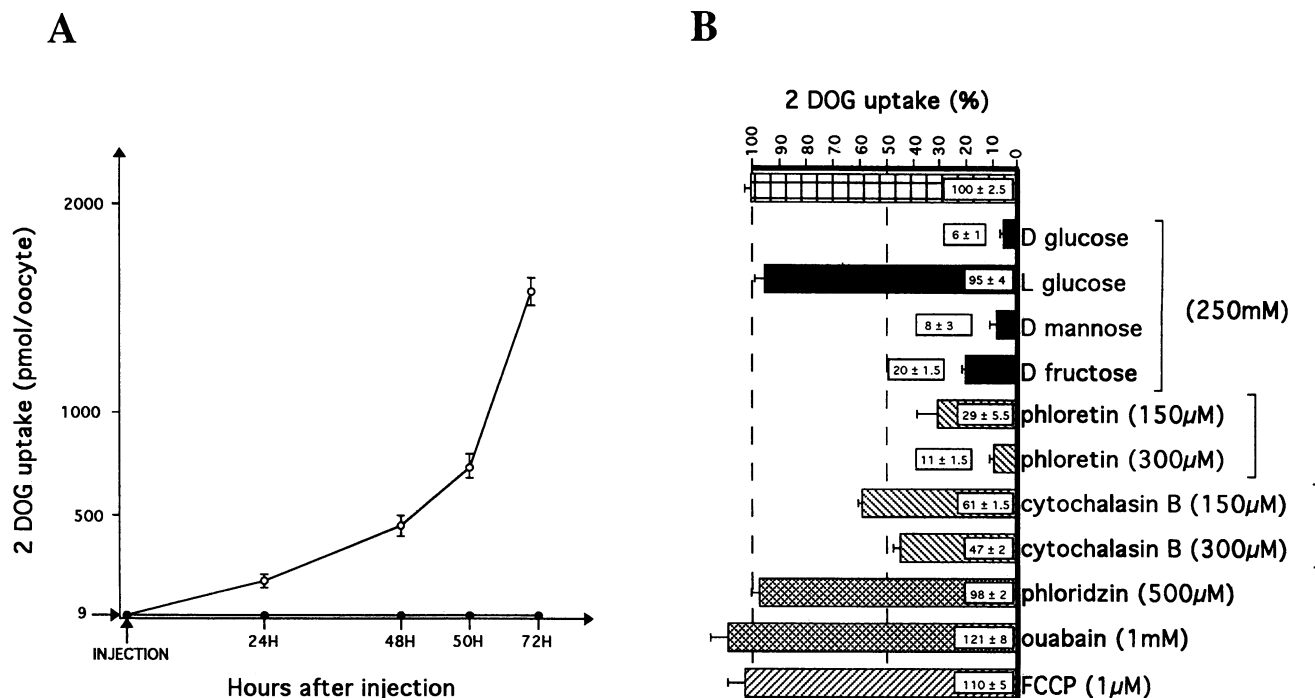 A
2 DOG uptake (pmol/oocyte)
2000
1000
500
9
INJECTION
24H
48H
50H
72H
Hours after injection
B
2 DOG uptake (%)
100 90 80 70 60 50 40 30 20 10 0
100 ± 2.5
6 ± 1 D glucose
95 ± 4 L glucose
8 ± 3 D mannose
20 ± 1.5 D fructose
(250mM)
29 ± 5.5 phloretin (150µM)
11 ± 1.5 phloretin (300µM)
61 ± 1.5 cytochalasin B (150µM)
47 ± 2 cytochalasin B (300µM)
98 ± 2 phloridzin (500µM)
121 ± 8 ouabain (1mM)
110 ± 5 FCCP (1µM)